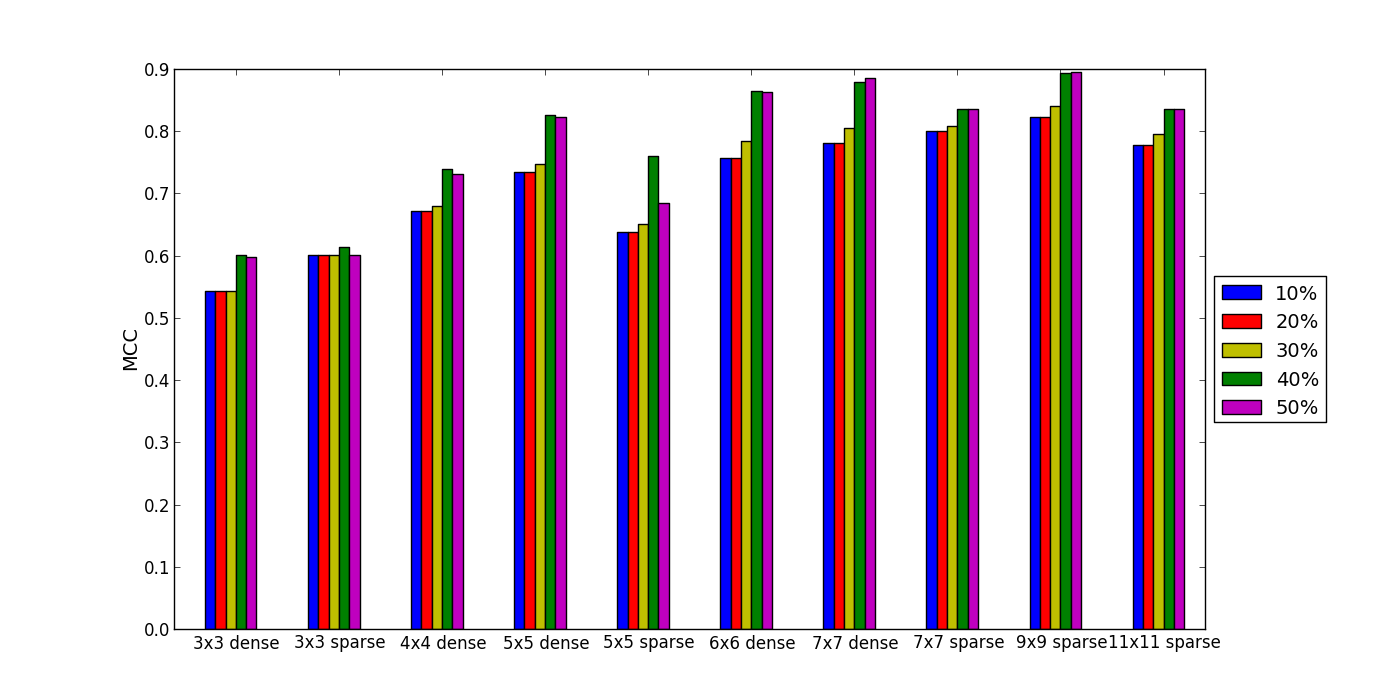 0.9
0.8
0.7
0.6
0.5
0.4
0.3
0.2
0.1
0.0
MCC
3x3 dense
3x3 sparse
4x4 dense
5x5 dense
5x5 sparse
6x6 dense
7x7 dense
7x7 sparse
9x9 sparse
11x11 sparse
10%
20%
30%
40%
50%